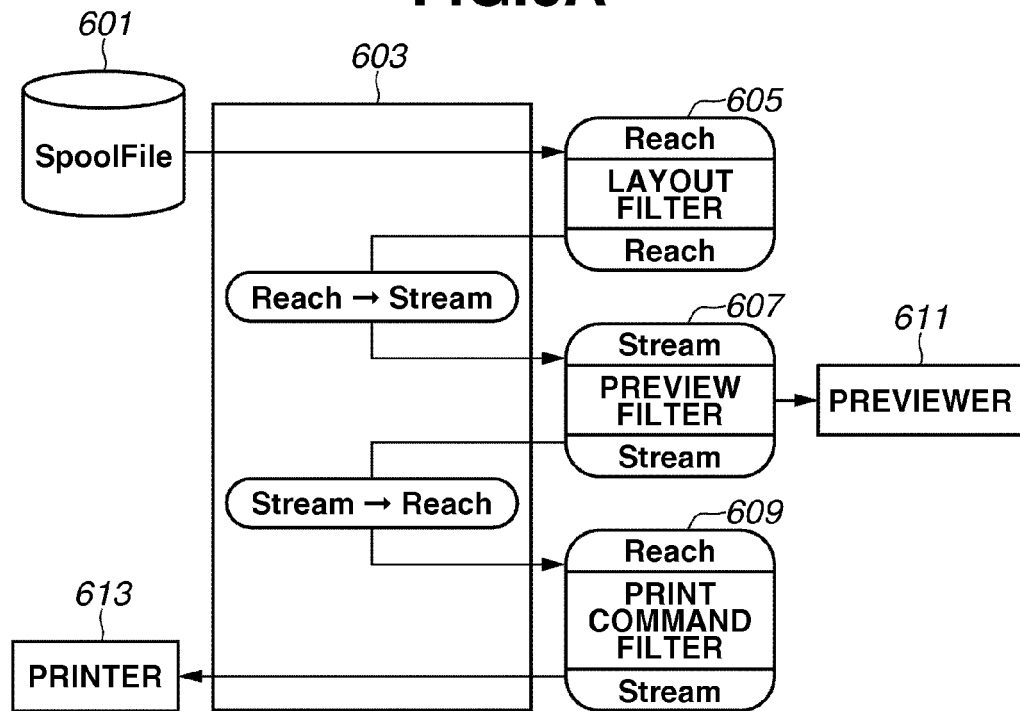 601
603
605
SpoolFile
Reach
LAYOUT
FILTER
Reach
Reach → Stream
607
611
Stream
PREVIEW
FILTER
PREVIEWER
Stream
Stream → Reach
609
Reach
PRINT
COMMAND
FILTER
613
PRINTER
Stream